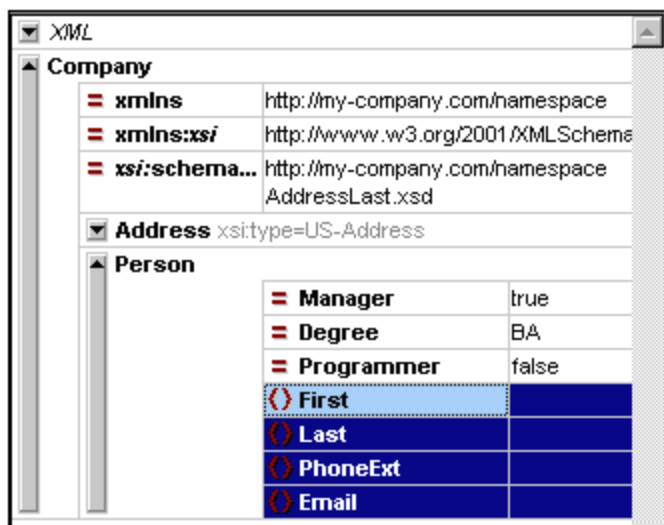 XML
Company
= xmlns http://my-company.com/namespace
= xmlns:xsi http://www.w3.org/2001/XMLSchema
= xsi:schema... http://my-company.com/namespace
AddressLast.xsd
Address xsi:type=US-Address
Person
= Manager true
= Degree BA
= Programmer false
() First
() Last
() PhoneExt
() Email